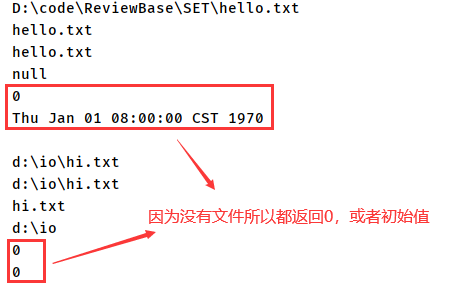 D:\code\ReviewBase\SET\hello.txt
hello.txt
hello.txt
null
0
Thu Jan 01 08:00:00 CST 1970
d:\io\hi.txt
d:\io\hi.txt
hi.txt
因为没有文件所以都返回0，或者初始值
d:\io
0
0